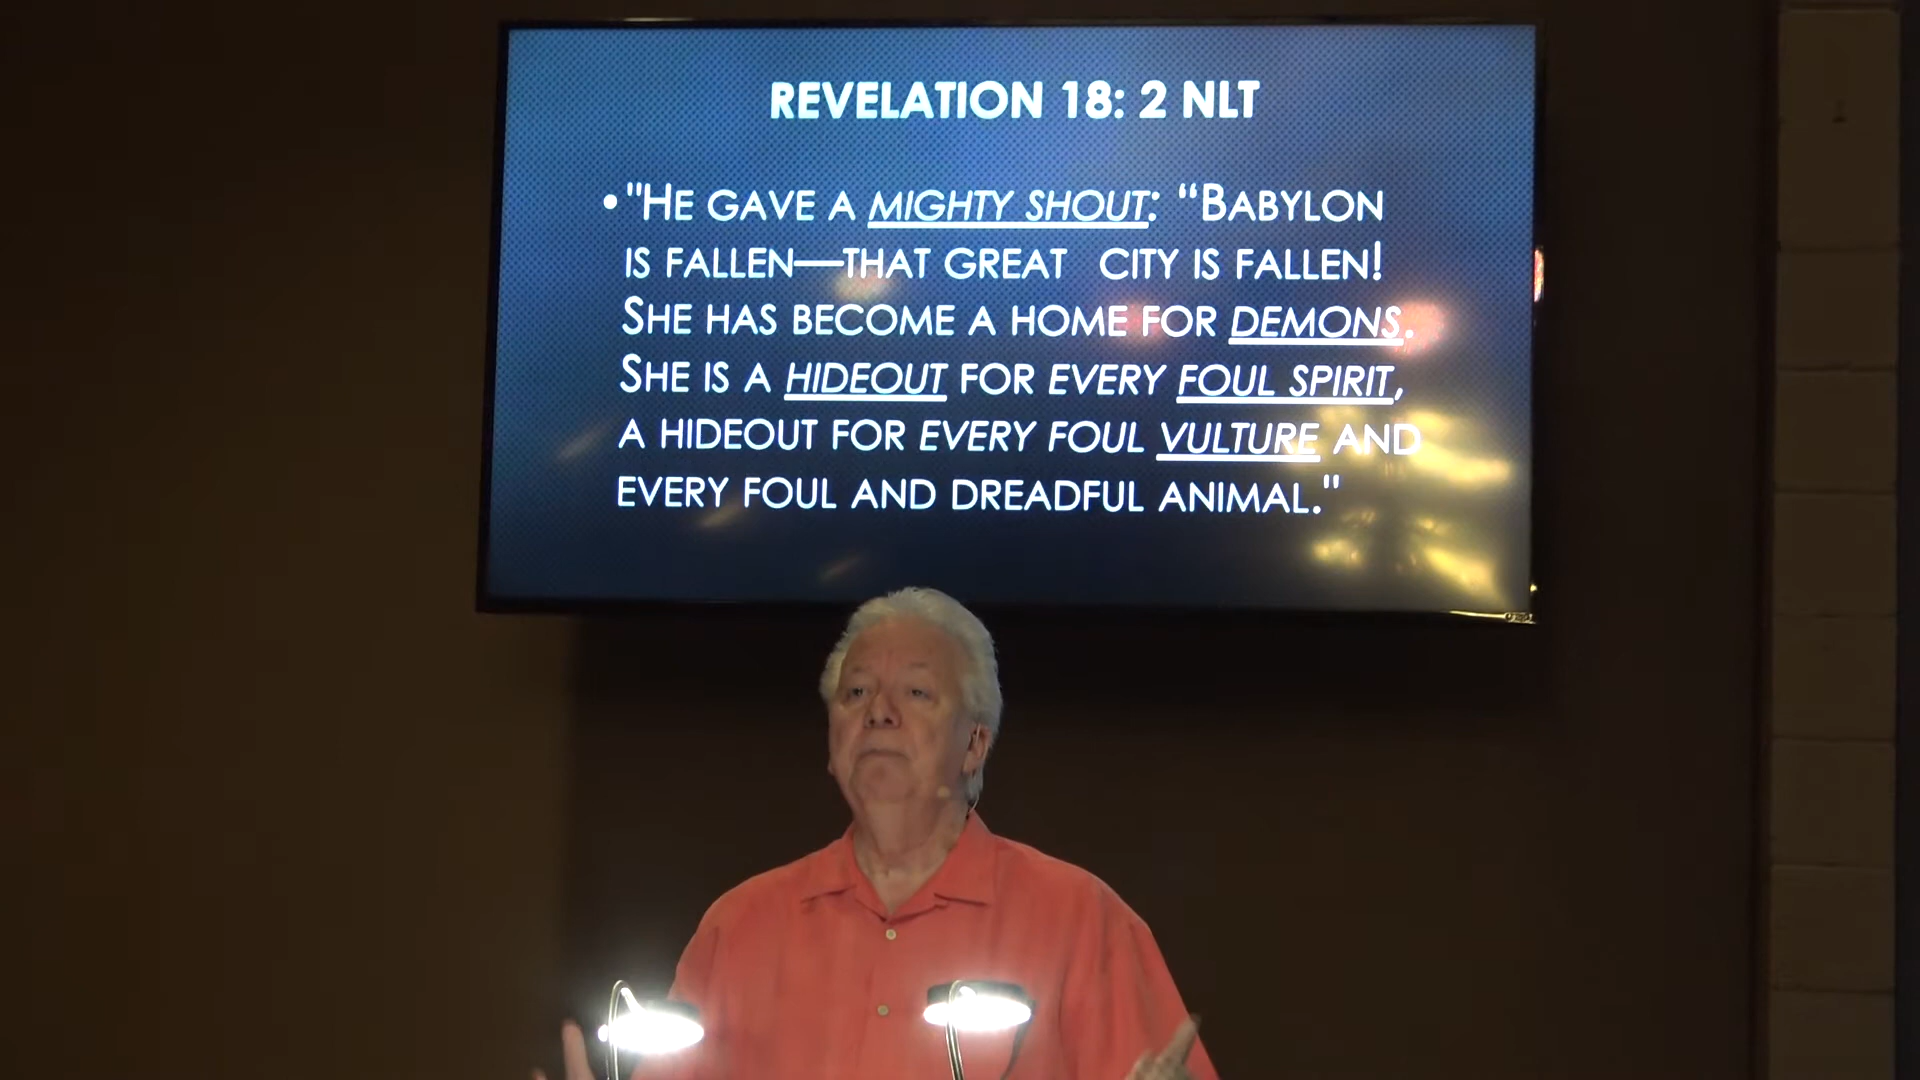 REVELATION 18: 2 NLT
• "HE GAVE A MIGHTY SHOUT: “BABYLON
IS FALLEN—THAT GREAT CITY IS FALLEN!
SHE HAS BECOME A HOME FOR DEMONS.
SHE IS A HIDEOUT FOR EVERY FOUL SPIRIT,
A HIDEOUT FOR EVERY FOUL VULTURE AND
EVERY FOUL AND DREADFUL ANIMAL."